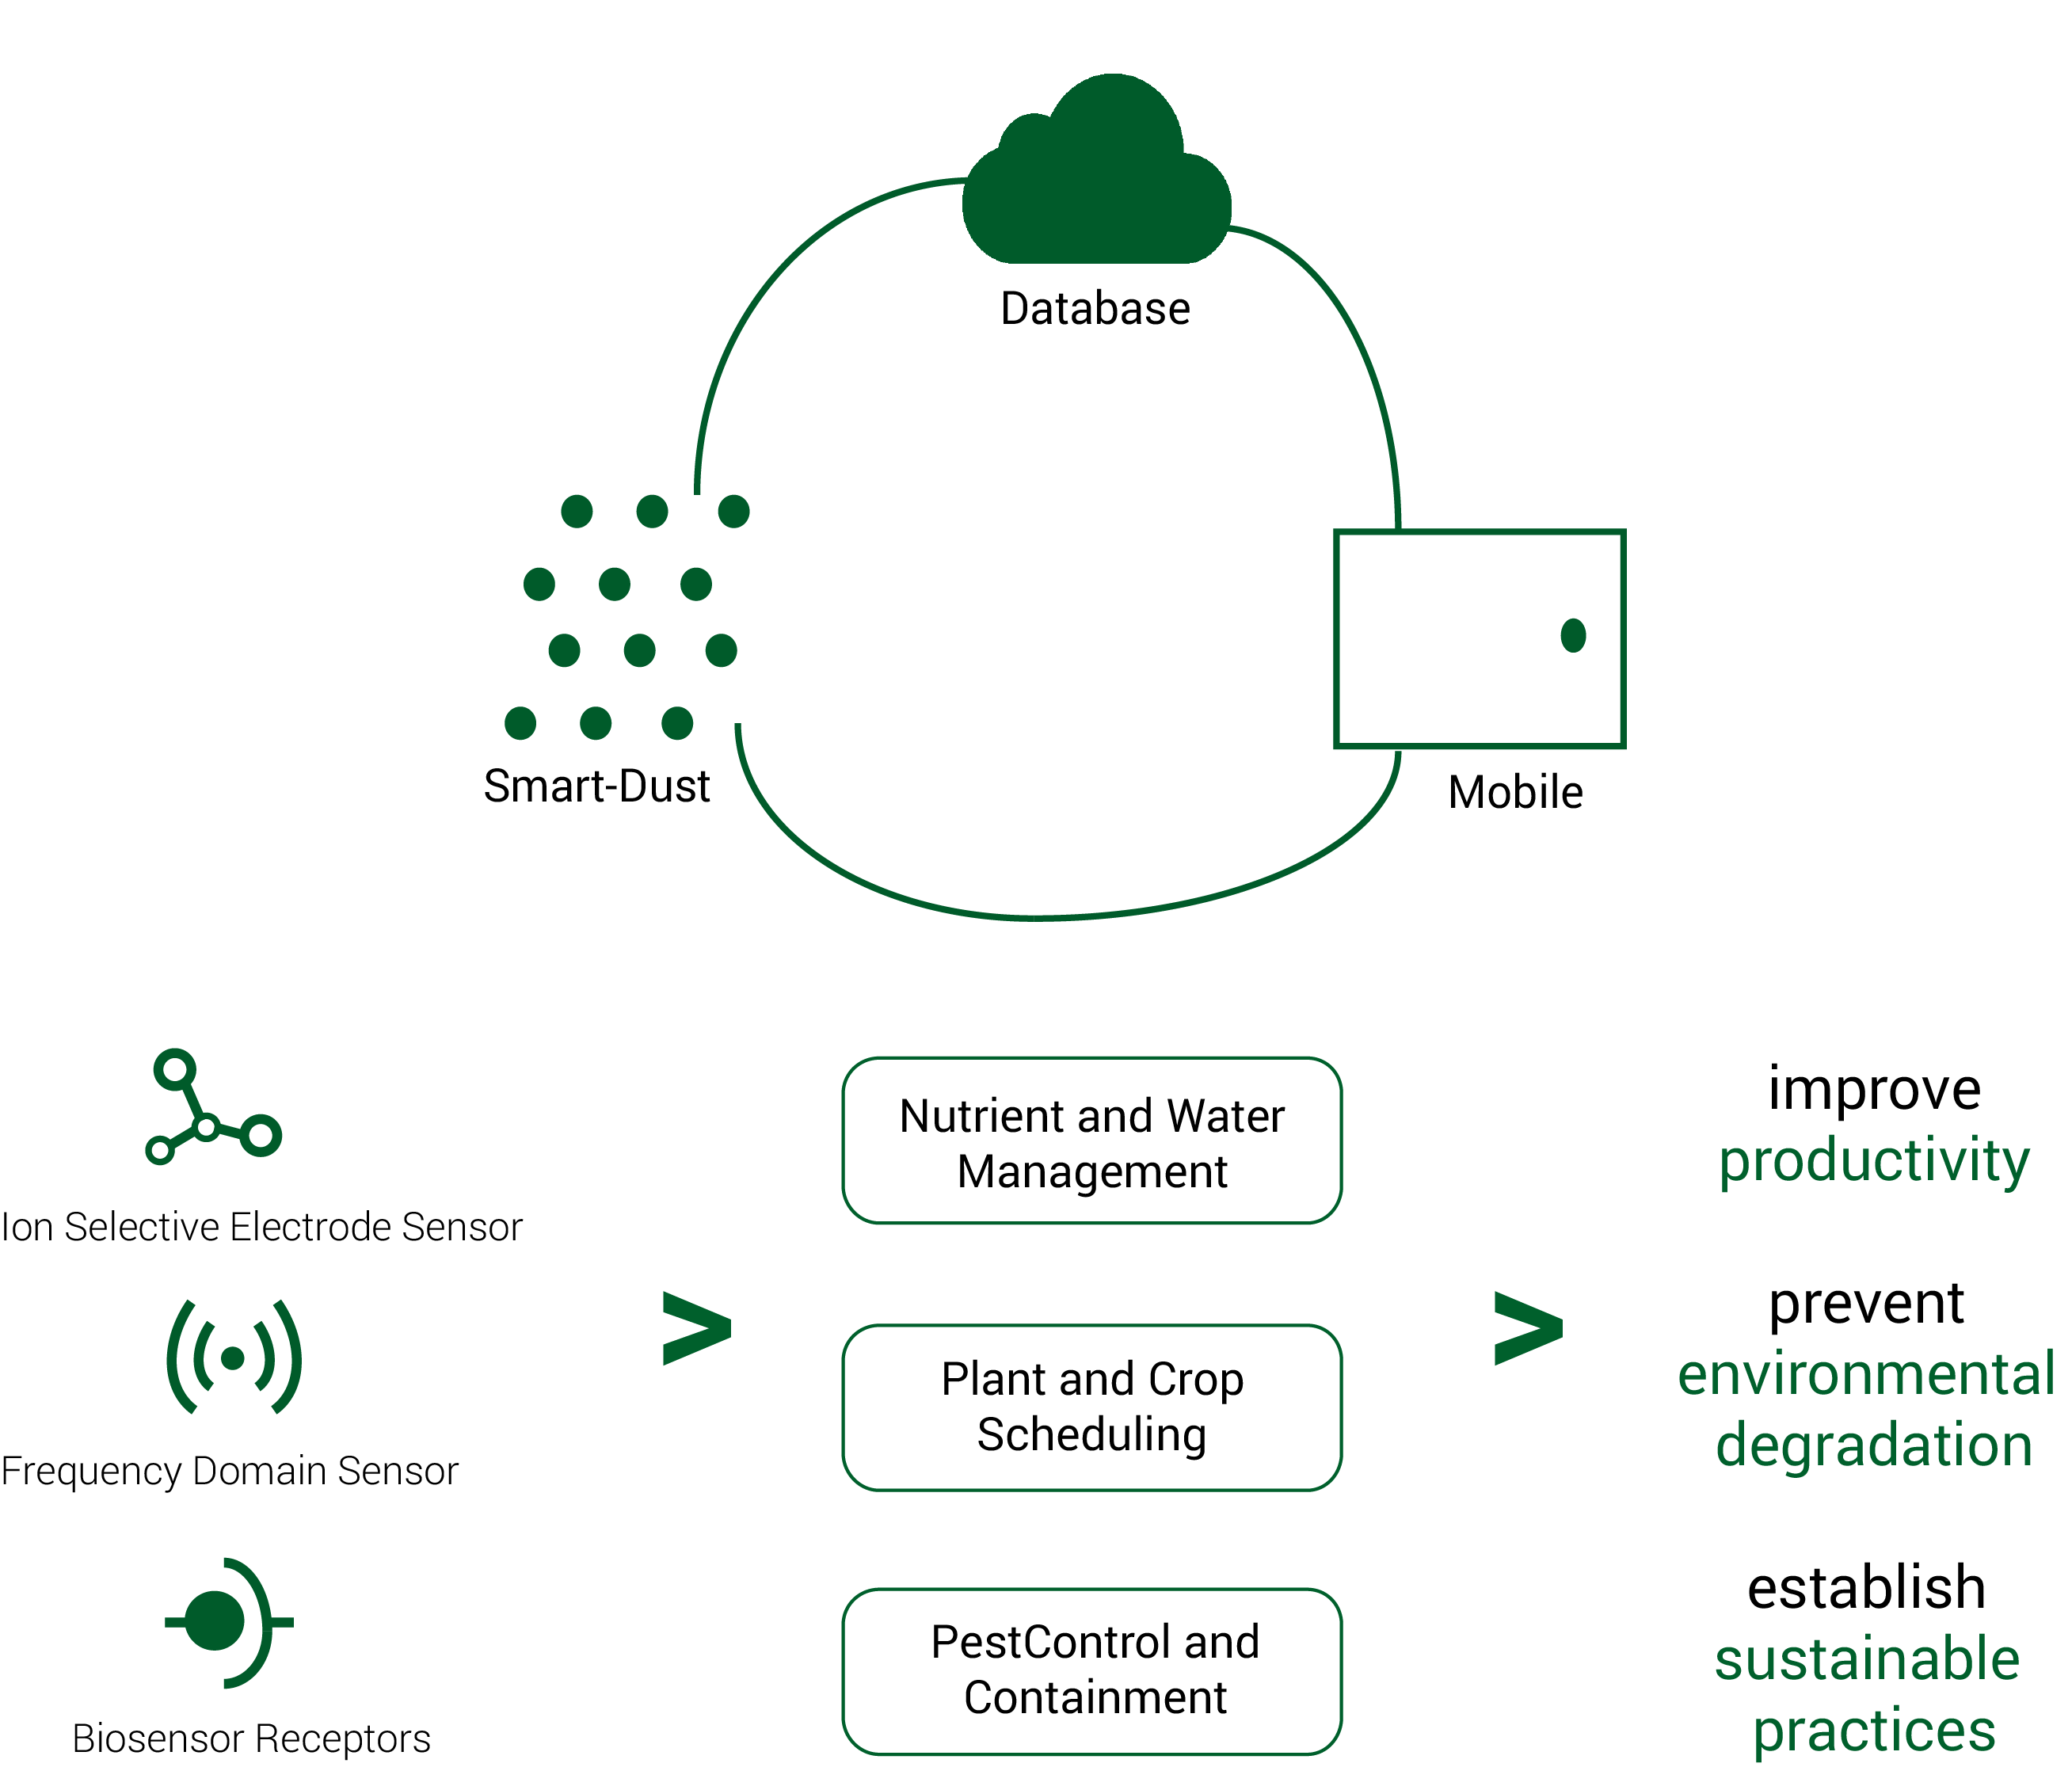 Database
Smart-Dust
Mobile
Ion Selective Electrode Sensor
Frequency Domain Sensor
Biosensor Receptors
>
Nutrient and Water
Management
Plant and Crop
Scheduling
PestControl and
Containment
>
improve
productivity
prevent
environmental
degradation
establish
sustainable
practices